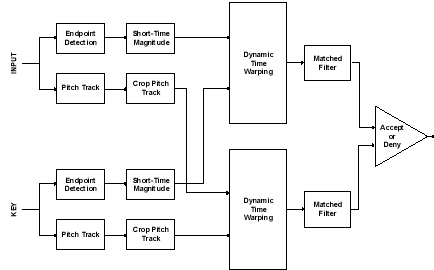 INPUT
Endpoint
Detection
Short-Time
Magnitude
Pitch Track
Crop Pitch
Track
Dynamic
Time
Warping
Matched
Filter
Accept
or
Deny
KEY
Endpoint
Detection
Short-Time
Magnitude
Pitch Track
Crop Pitch
Track
Dynamic
Time
Warping
Matched
Filter